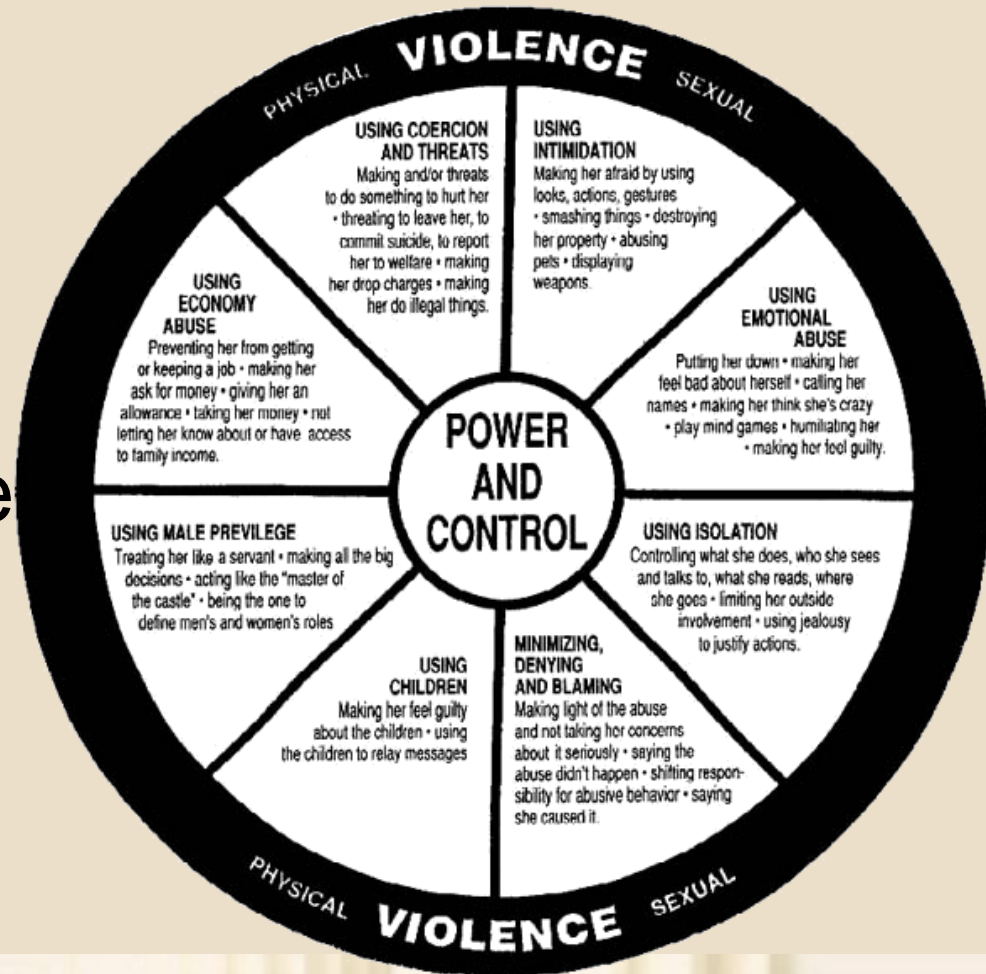 PHYSICAL VIOLENCE SEXUAL
USING COERCION
AND THREATS
Making and/or threats
to do something to hurt her
• threating to leave her, to
commit suicide, to report
her to welfare • making
her drop charges • making
her do illegal things.
USING
INTIMIDATION
Making her afraid by using
looks, actions, gestures
• smashing things • destroying
her property • abusing
pets • displaying
weapons.
USING
ECONOMY
ABUSE
Preventing her from getting
or keeping a job • making her
ask for money • giving her an
allowance • taking her money • not
letting her know about or have access
to family income.
USING
EMOTIONAL
ABUSE
Putting her down • making her
feel bad about herself • calling her
names • making her think she's crazy
• play mind games • humiliating her
• making her feel guilty.
POWER
AND
CONTROL
e
USING MALE PREVILEGE
Treating her like a servant • making all the big
decisions • acting like the "master of
the castle" • being the one to
define men's and women's roles
USING ISOLATION
Controlling what she does, who she sees
and talks to, what she reads, where
she goes • limiting her outside
involvement • using jealousy
to justify actions.
USING
CHILDREN
Making her feel guilty
about the children • using
the children to relay messages
MINIMIZING,
DENYING
AND BLAMING
Making light of the abuse
and not taking her concerns
about it seriously • saying the
abuse didn't happen • shifting respon-
sibility for abusive behavior • saying
she caused it.
PHYSICAL VIOLENCE SEXUAL